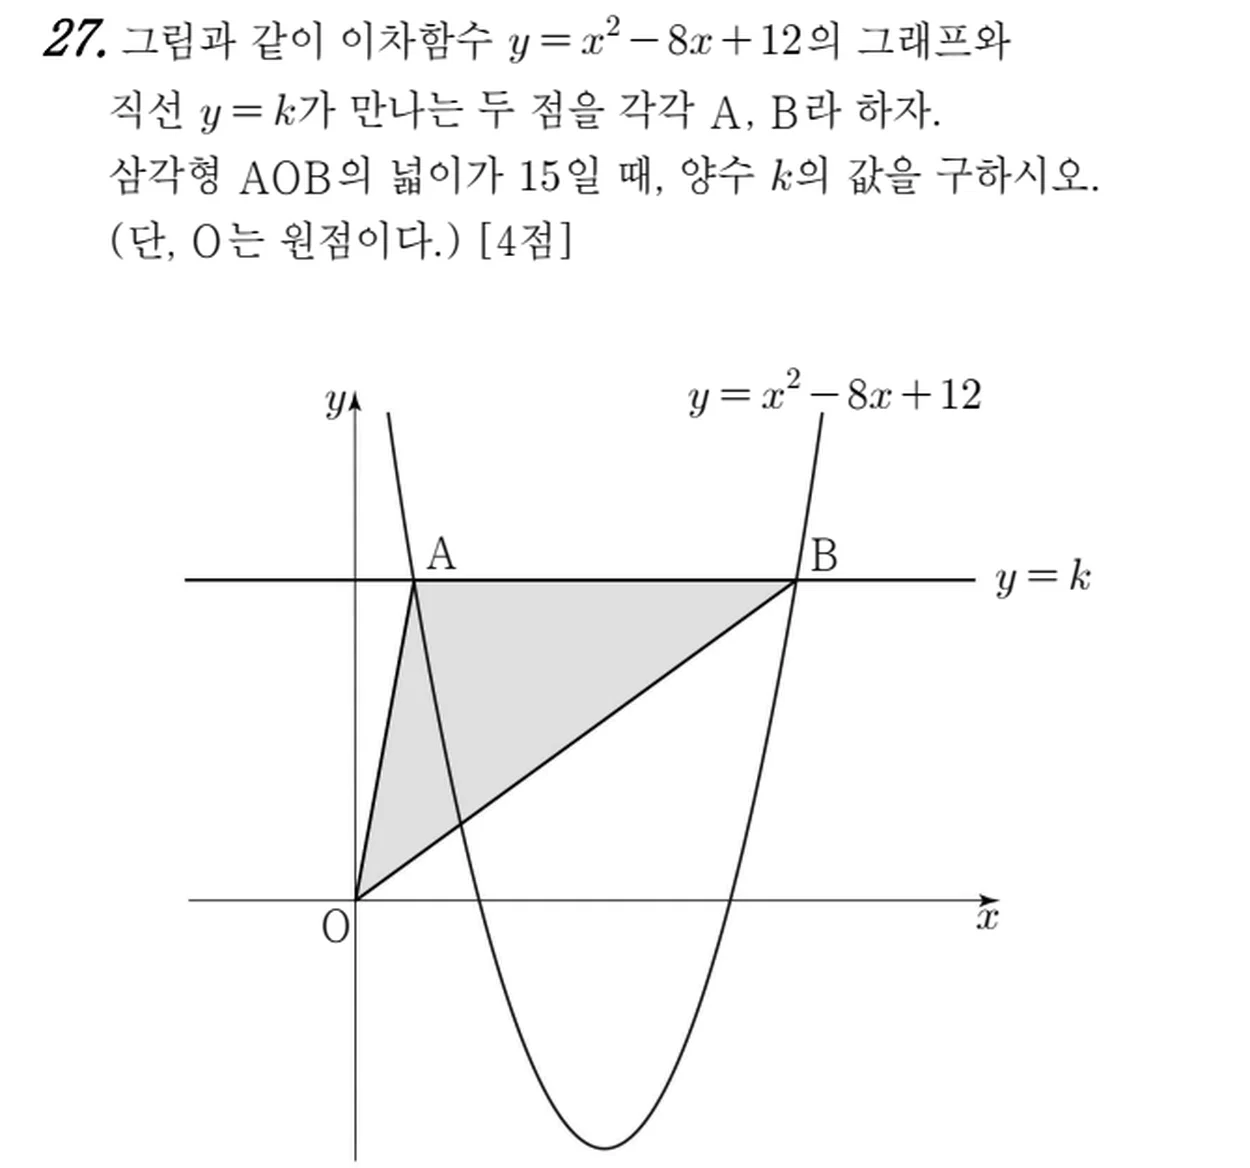 27. 그림과 같이 이차함수 y = x² − 8x + 12의 그래프와
직선 y = k가 만나는 두 점을 각각 A, B라 하자.
삼각형 AOB의 넓이가 15일 때, 양수 k의 값을 구하시오.
(단, O는 원점이다.) [4점]
y
y = x² − 8x + 12
A
B
y = k
O
x